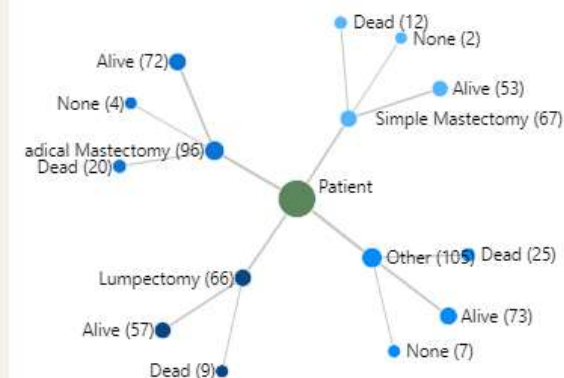 Dead (12)
None (2)
Alive (72)
Alive (53)
None (4)
Simple Mastectomy (67)
adical Mastectomy (96)
Dead (20)
Patient
Other (105)
Dead (25)
Lumpectomy (66)
Alive (73)
Alive (57)
None (7)
Dead (9)